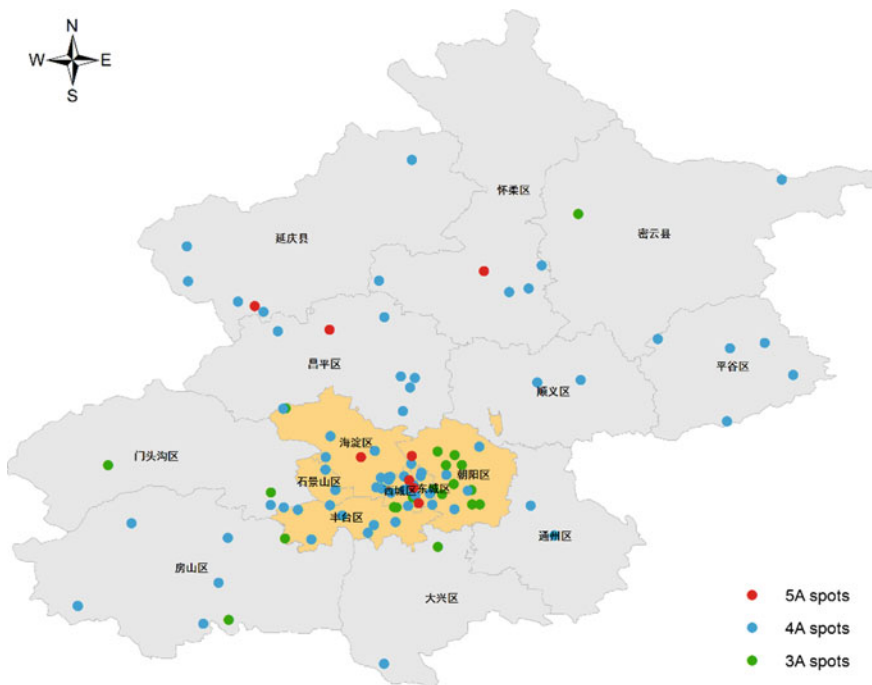 N
W E
S
怀柔区
密云县
延庆县
昌平区
平谷区
顺义区
海淀区
门头沟区
朝阳区
石景山区
西城区
东城区
丰台区
通州区
房山区
大兴区
5A spots
4A spots
3A spots